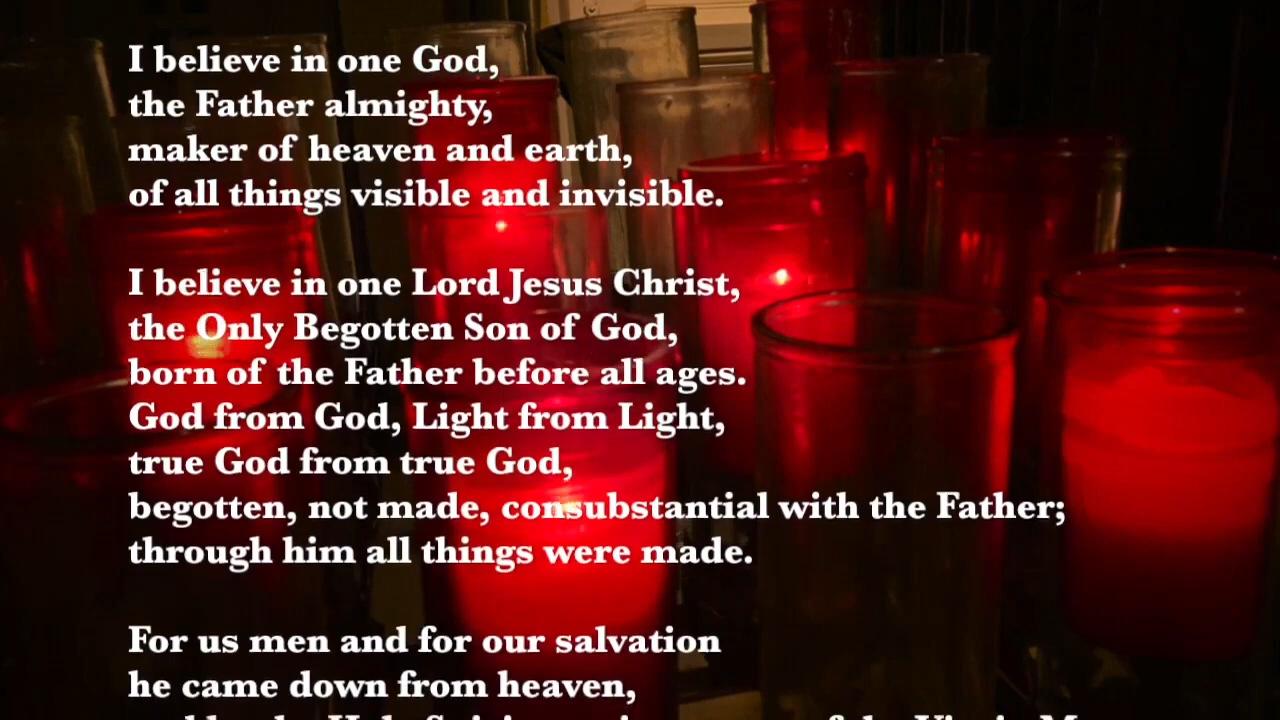 I believe in one God,
the Father almighty,
maker of heaven and earth,
of all things visible and invisible.
I believe in one Lord Jesus Christ,
the Only Begotten Son of God,
born of the Father before all ages.
God from God, Light from Light,
true God from true God,
begotten, not made, consubstantial with the Father;
through him all things were made.
For us men and for our salvation
he came down from heaven,